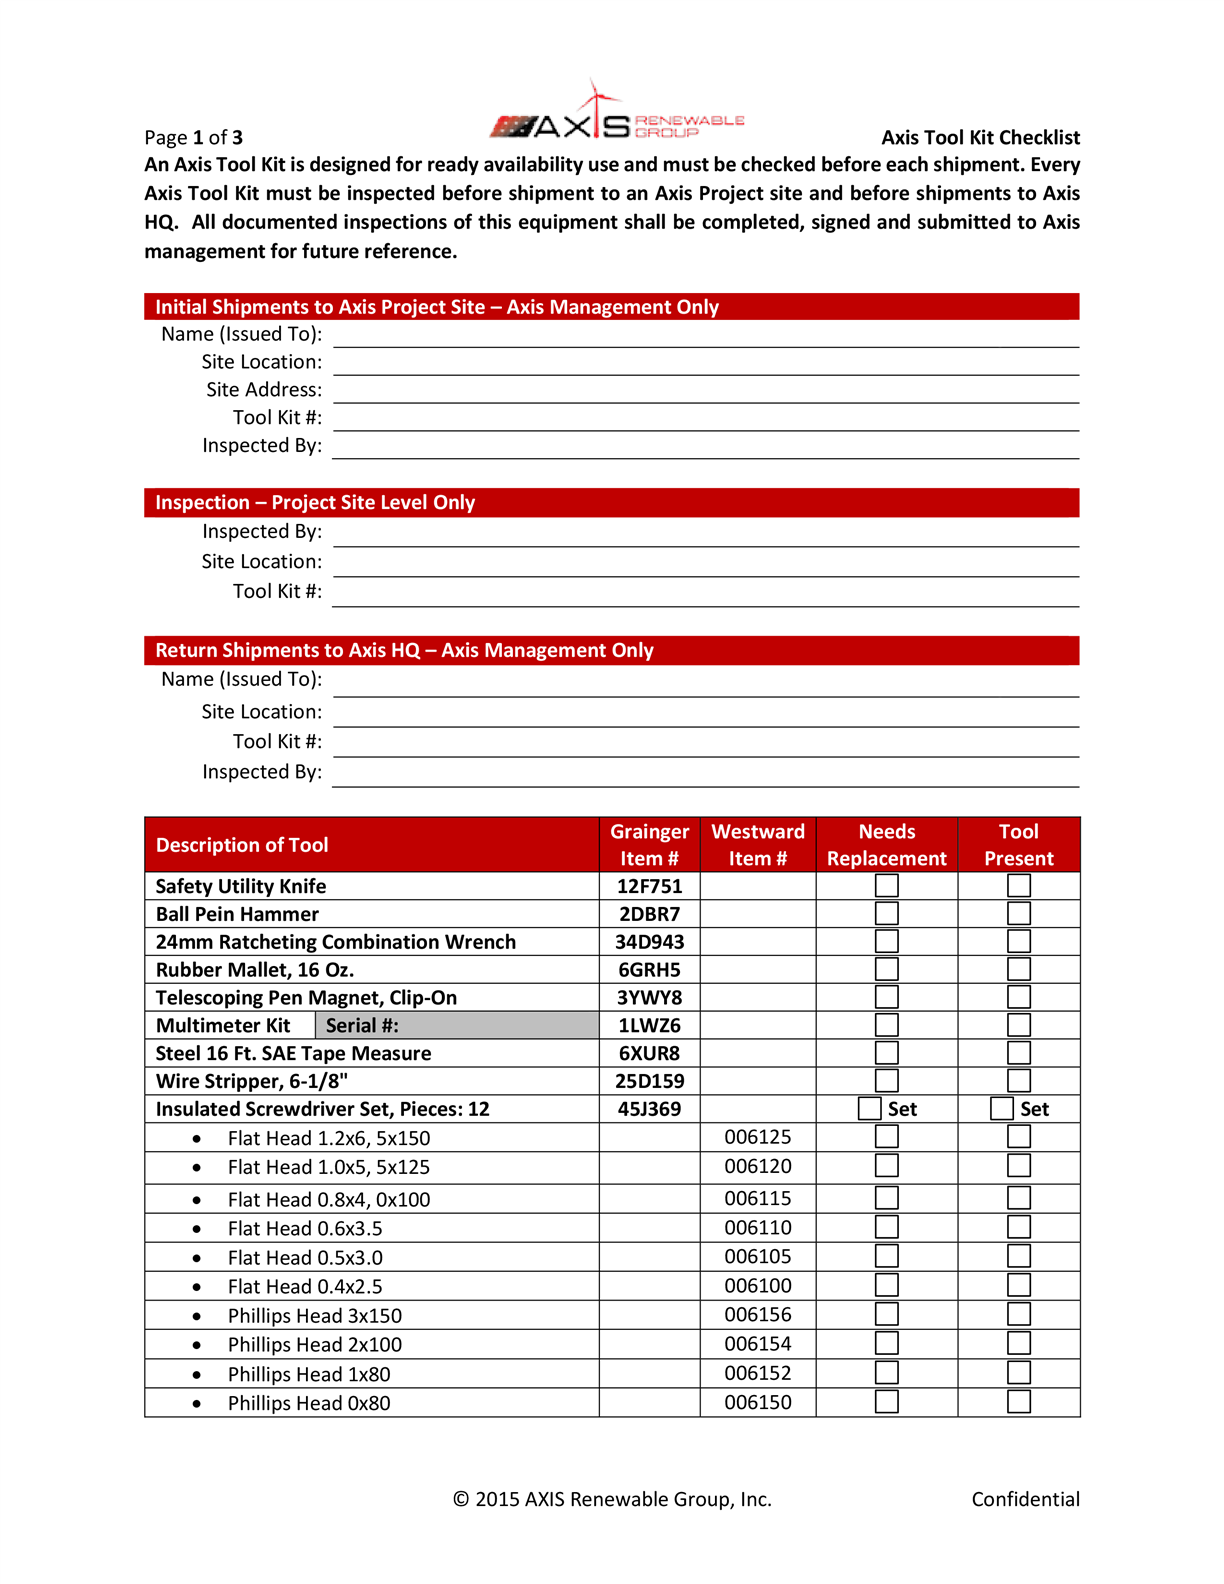 AXIS RENEWABLE
GROUP
Page 1 of 3
Axis Tool Kit Checklist
An Axis Tool Kit is designed for ready availability use and must be checked before each shipment. Every
Axis Tool Kit must be inspected before shipment to an Axis Project site and before shipments to Axis
HQ. All documented inspections of this equipment shall be completed, signed and submitted to Axis
management for future reference.
Initial Shipments to Axis Project Site – Axis Management Only
Name (Issued To):
Site Location:
Site Address:
Tool Kit #:
Inspected By:
Inspection – Project Site Level Only
Inspected By:
Site Location:
Tool Kit #:
Return Shipments to Axis HQ – Axis Management Only
Name (Issued To):
Site Location:
Tool Kit #:
Inspected By:
Description of Tool Grainger Item # Westward Item # Needs Replacement Tool Present
Safety Utility Knife 12F751
Ball Pein Hammer 2DBR7
24mm Ratcheting Combination Wrench 34D943
Rubber Mallet, 16 Oz. 6GRH5
Telescoping Pen Magnet, Clip-On 3YWY8
Multimeter Kit Serial #: 1LWZ6
Steel 16 Ft. SAE Tape Measure 6XUR8
Wire Stripper, 6-1/8" 25D159
Insulated Screwdriver Set, Pieces: 12 45J369 Set Set
• Flat Head 1.2x6, 5x150 006125
• Flat Head 1.0x5, 5x125 006120
• Flat Head 0.8x4, 0x100 006115
• Flat Head 0.6x3.5 006110
• Flat Head 0.5x3.0 006105
• Flat Head 0.4x2.5 006100
• Phillips Head 3x150 006156
• Phillips Head 2x100 006154
• Phillips Head 1x80 006152
• Phillips Head 0x80 006150
© 2015 AXIS Renewable Group, Inc.
Confidential